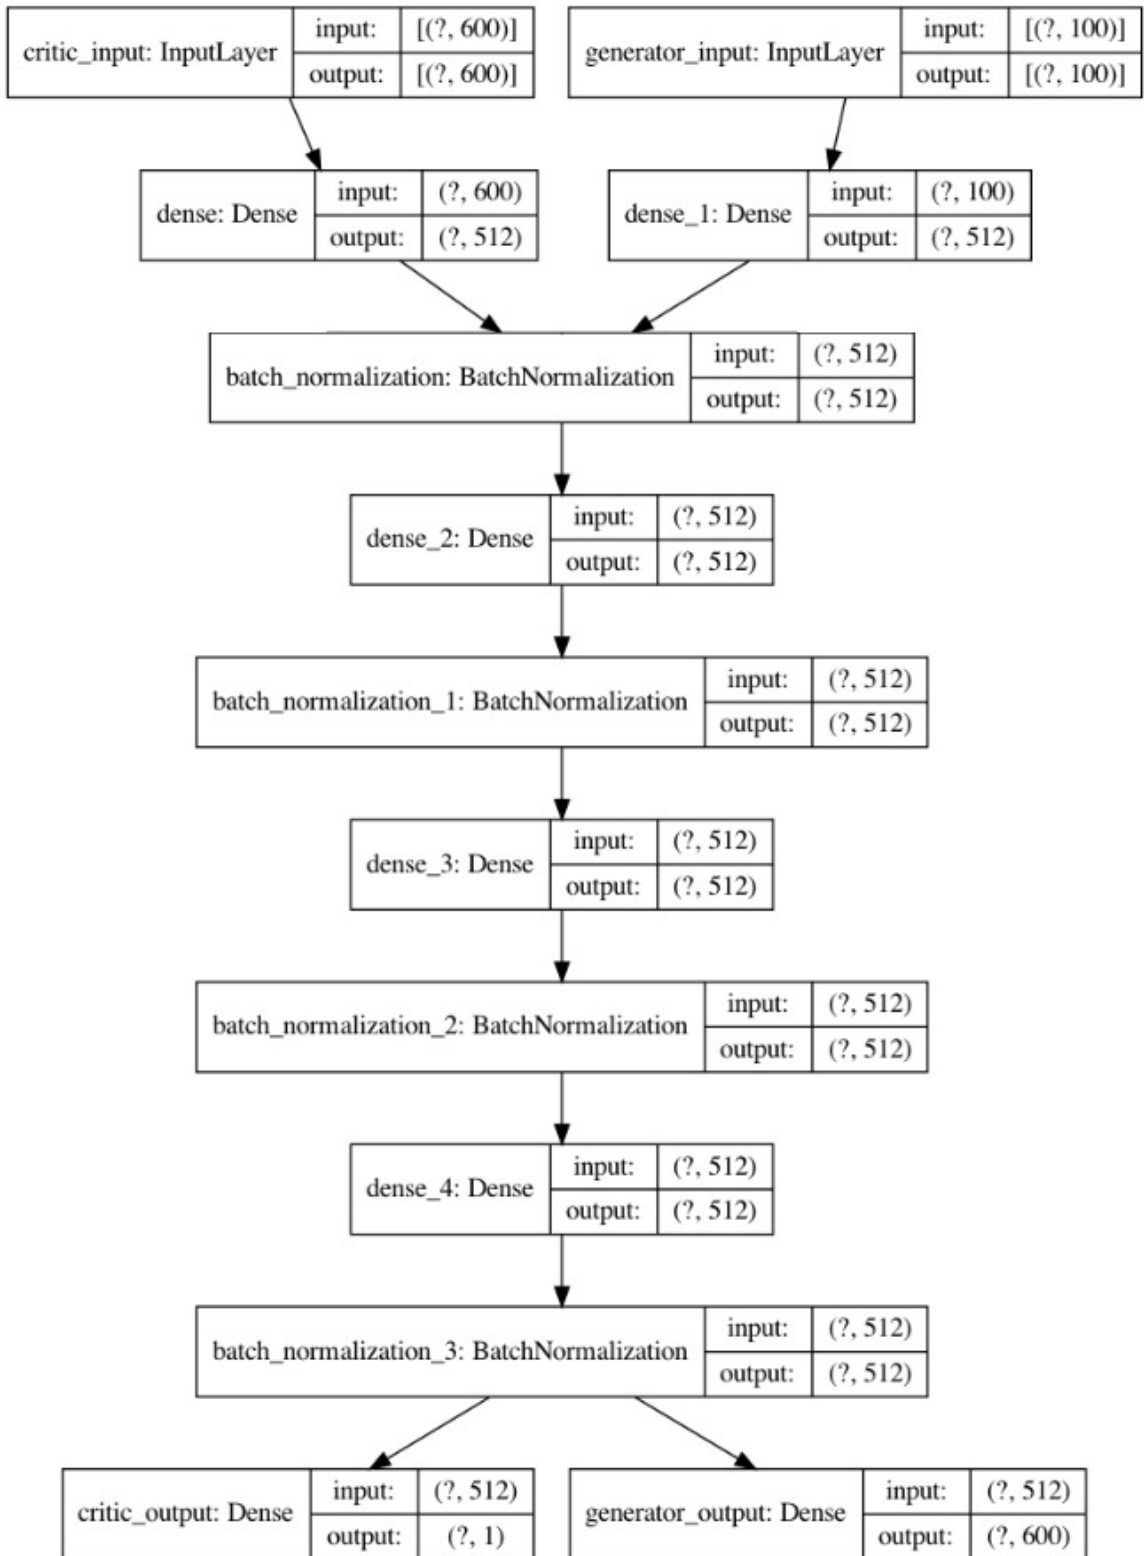 critic_input: InputLayer input: [(?, 600)]
output: [(?, 600)]
generator_input: InputLayer input: [(?, 100)]
output: [(?, 100)]
dense: Dense input: (?, 600)
output: (?, 512)
dense_1: Dense input: (?, 100)
output: (?, 512)
batch_normalization: BatchNormalization input: (?, 512)
output: (?, 512)
dense_2: Dense input: (?, 512)
output: (?, 512)
batch_normalization_1: BatchNormalization input: (?, 512)
output: (?, 512)
dense_3: Dense input: (?, 512)
output: (?, 512)
batch_normalization_2: BatchNormalization input: (?, 512)
output: (?, 512)
dense_4: Dense input: (?, 512)
output: (?, 512)
batch_normalization_3: BatchNormalization input: (?, 512)
output: (?, 512)
critic_output: Dense input: (?, 512)
output: (?, 1)
generator_output: Dense input: (?, 512)
output: (?, 600)